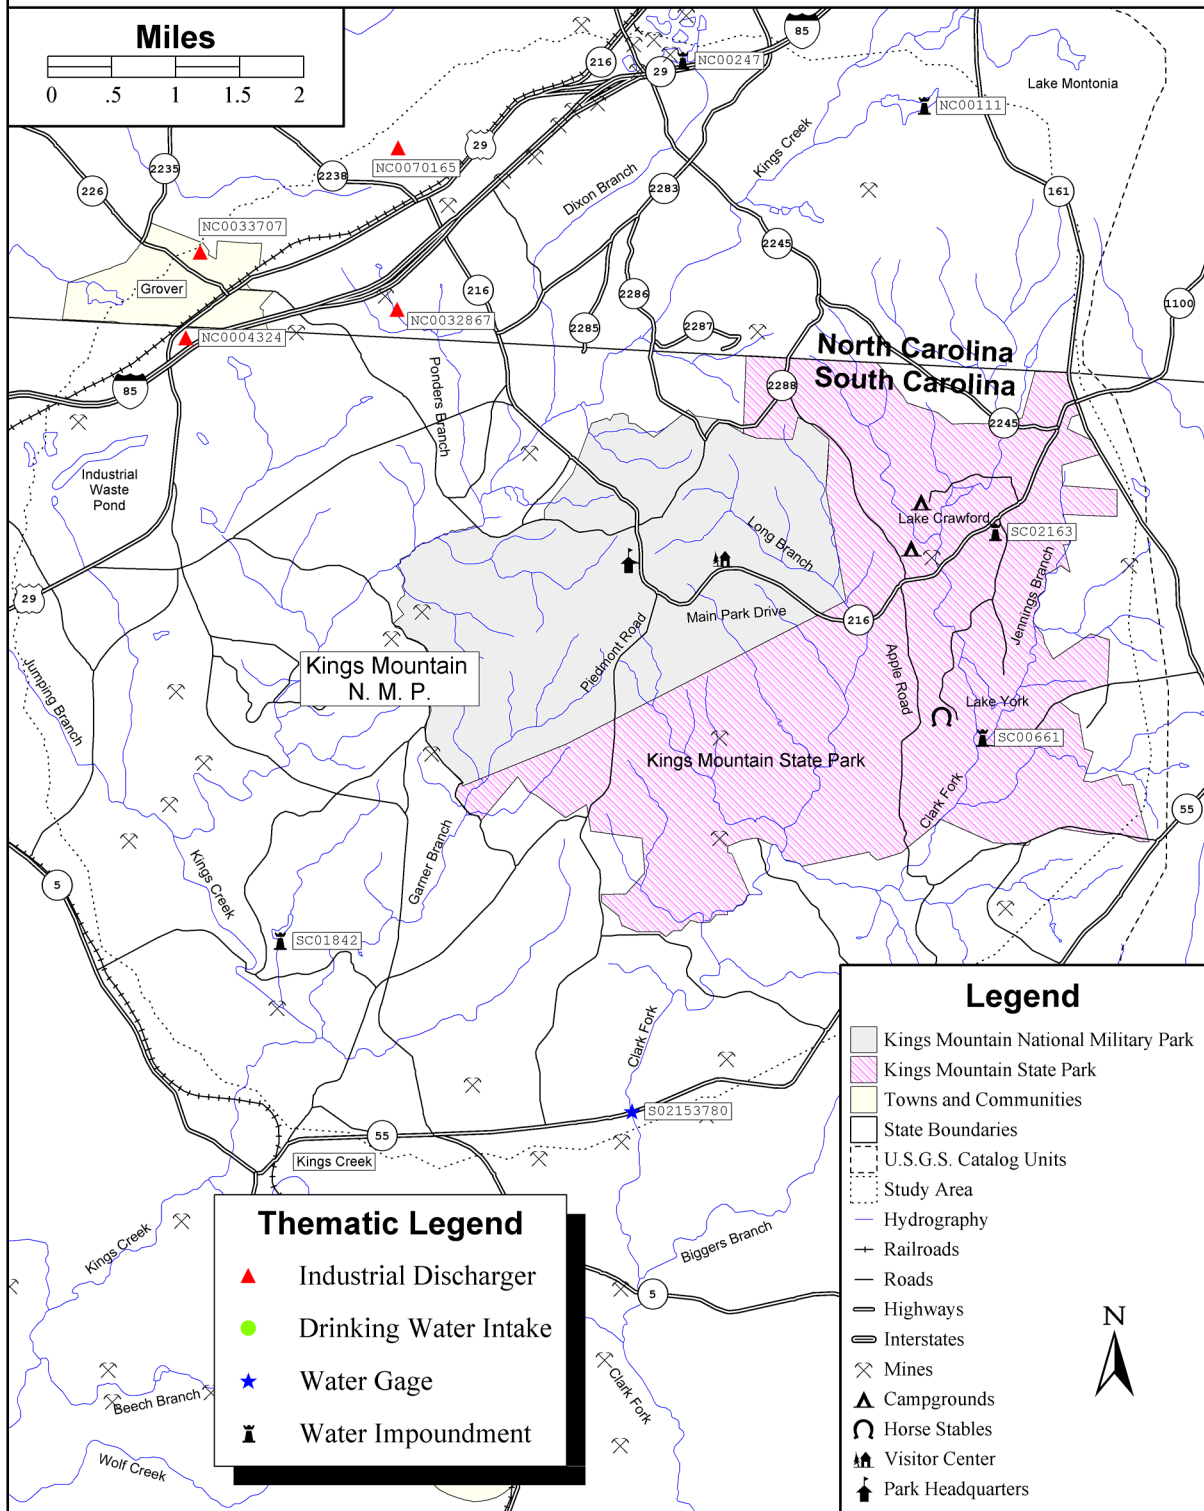 Miles
0 .5 1 1.5 2
85
216
29
NC00247
Lake Montonia
NC00111
Kings Creek
29
NC0070165
2235
2238
226
Dixon Branch
2283
161
NC0033707
2245
Grover
216
2286
1100
NC0032867
2285
2287
NC0004324
North Carolina
South Carolina
85
2288
Ponders Branch
2245
Industrial
Waste
Pond
Lake Crawford
SC02163
Long Branch
Jennings Branch
29
Main Park Drive
216
Piedmont Road
Apple Road
Jumping Branch
Kings Mountain
N. M. P.
Lake York
SC00661
Kings Mountain State Park
Clark Fork
55
Garner Branch
Kings Creek
5
SC01842
Clark Fork
S02153780
55
Kings Creek
Kings Creek
Biggers Branch
5
Clark Fork
Beech Branch
Wolf Creek
Thematic Legend
Industrial Discharger
Drinking Water Intake
Water Gage
Water Impoundment
Legend
Kings Mountain National Military Park
Kings Mountain State Park
Towns and Communities
State Boundaries
U.S.G.S. Catalog Units
Study Area
Hydrography
Railroads
Roads
Highways
Interstates
Mines
Campgrounds
Horse Stables
Visitor Center
Park Headquarters
N